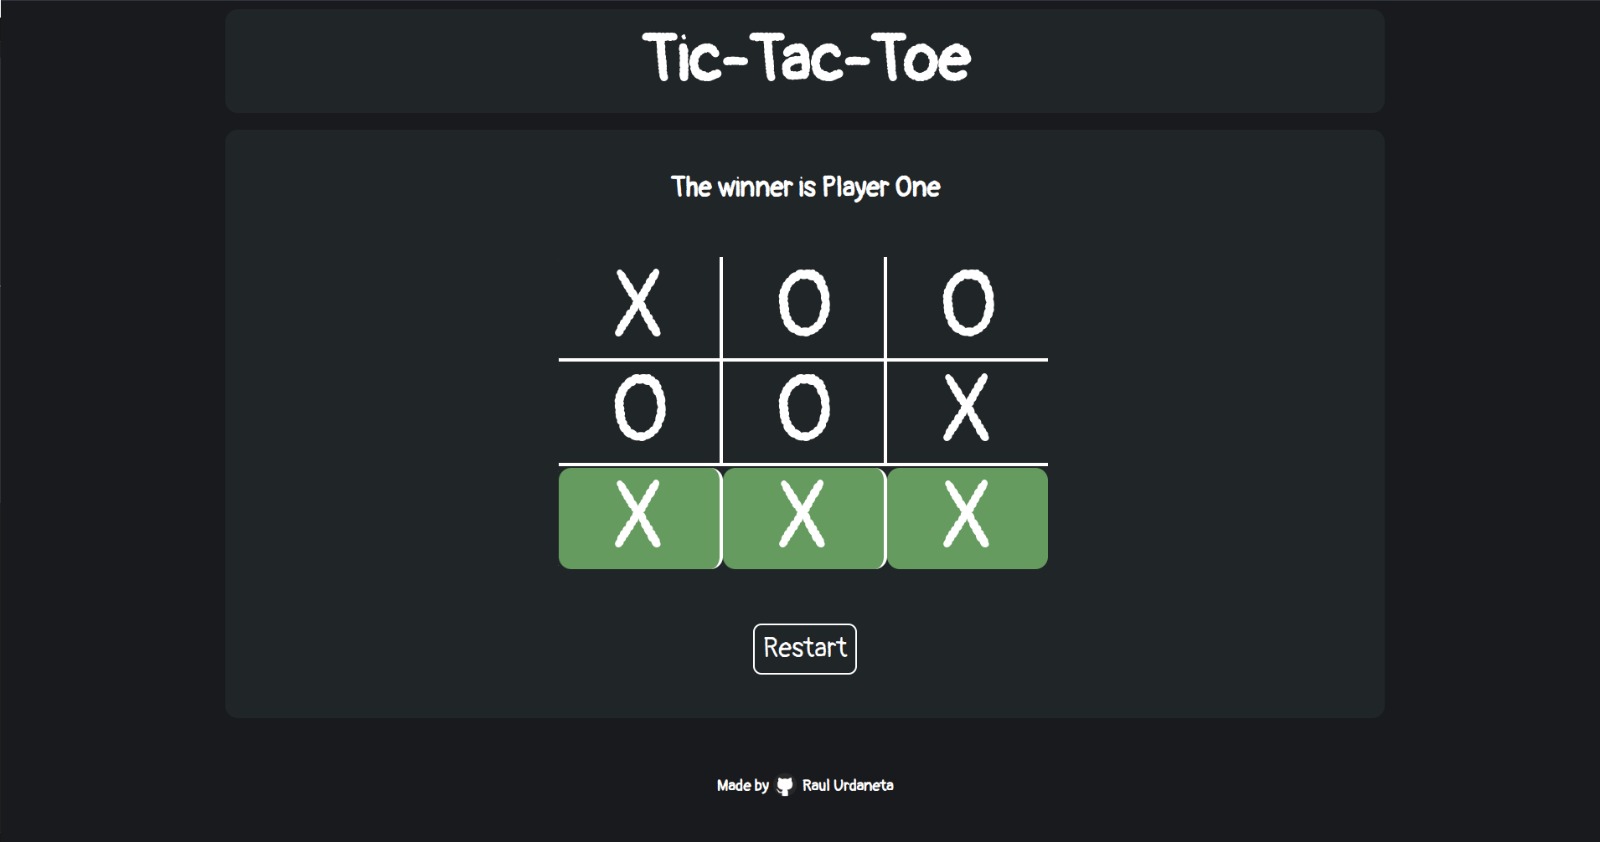 Tic-Tac-Toe
The winner is Player One
X O O
O O X
X X X
Restart
Made by Raul Urdaneta